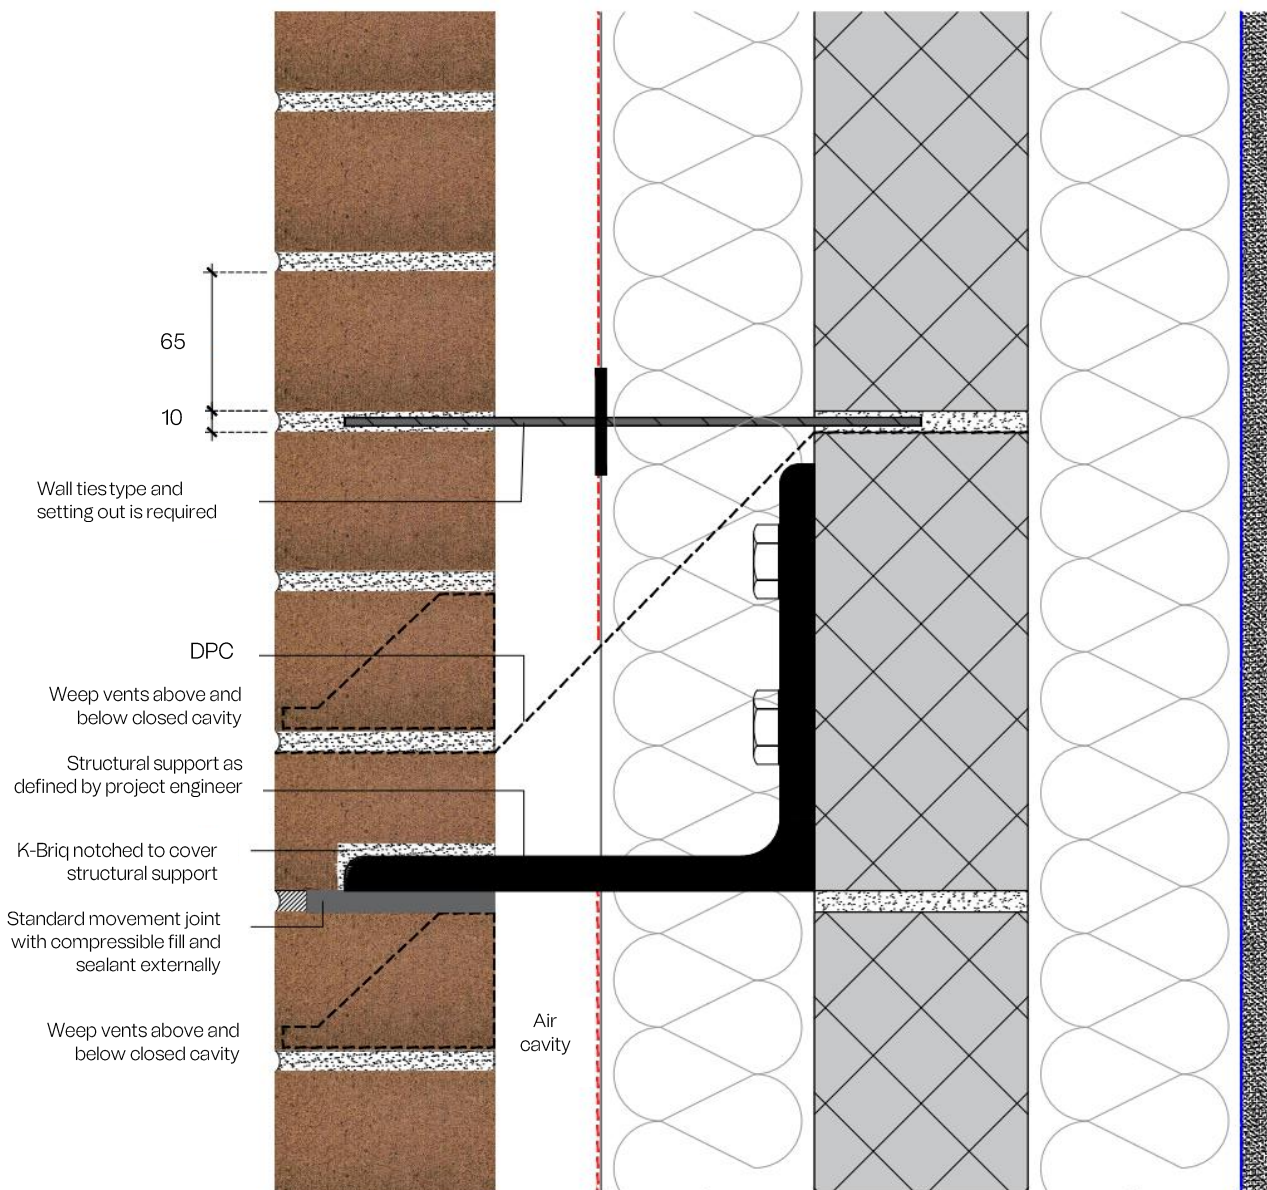 65
10
Wall ties type and
setting out is required
DPC
Weep vents above and
below closed cavity
Structural support as
defined by project engineer
K-Briq notched to cover
structural support
Standard movement joint
with compressible fill and
sealant externally
Weep vents above and
below closed cavity
Air
cavity